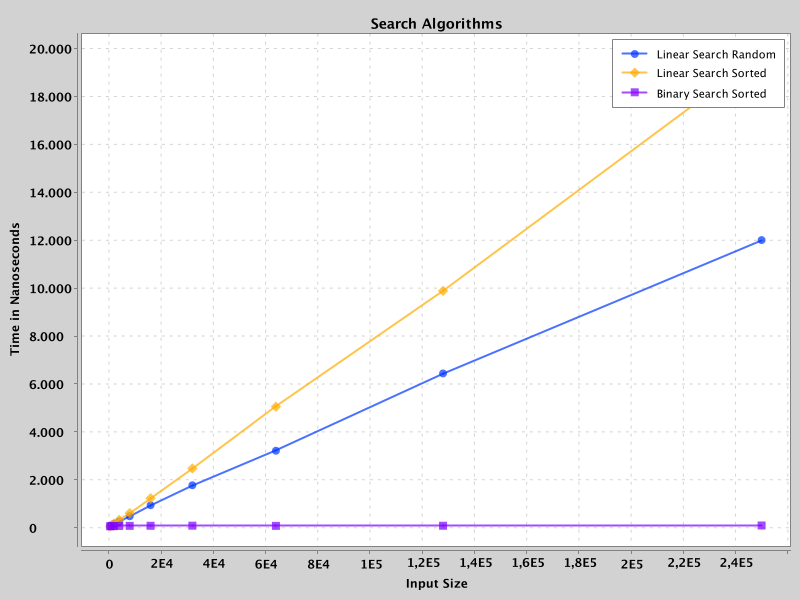 Search Algorithms
Linear Search Random
Linear Search Sorted
Binary Search Sorted
Time in Nanoseconds
20.000
18.000
16.000
14.000
12.000
10.000
8.000
6.000
4.000
2.000
0
0 2E4 4E4 6E4 8E4 1E5 1,2E5 1,4E5 1,6E5 1,8E5 2E5 2,2E5 2,4E5
Input Size